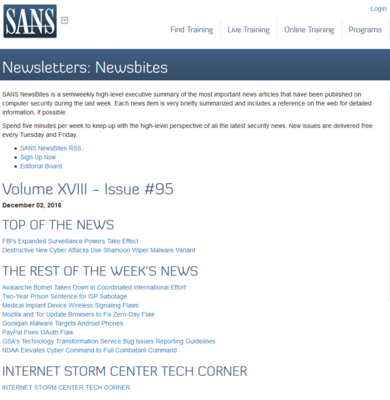 SANS
Login
Find Training
Live Training
Online Training
Programs
Newsletters: Newsbites
SANS NewsBites is a semiweekly high-level executive summary of the most important news articles that have been published on
computer security during the last week. Each news item is very briefly summarized and includes a reference on the web for detailed
information, if possible.
Spend five minutes per week to keep up with the high-level perspective of all the latest security news. New issues are delivered free
every Tuesday and Friday.
SANS NewsBites RSS
Sign Up Now
Editorial Board
Volume XVIII - Issue #95
December 02, 2016
TOP OF THE NEWS
FBI's Expanded Surveillance Powers Take Effect
Destructive New Cyber Attacks Use Shamoon Wiper Malware Variant
THE REST OF THE WEEK'S NEWS
Avalanche Botnet Taken Down in Coordinated International Effort
Two-Year Prison Sentence for ISP Sabotage
Medical Implant Device Wireless Signaling Flaws
Mozilla and Tor Update Browsers to Fix Zero-Day Flaw
Gooligan Malware Targets Android Phones
PayPal Fixes OAuth Flaw
GSA's Technology Transformation Service Bug Issues Reporting Guidelines
NDAA Elevates Cyber Command to Full Combatant Command
INTERNET STORM CENTER TECH CORNER
INTERNET STORM CENTER TECH CORNER